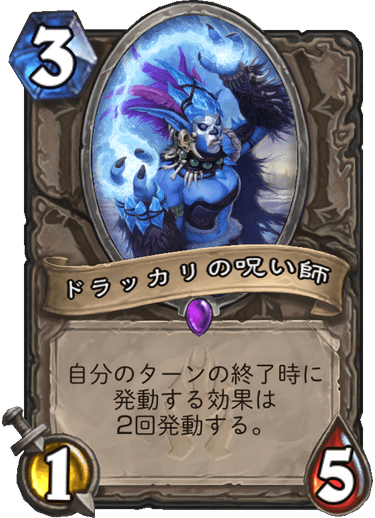 3
ドラッカリの呪い師
自分のターンの終了時に
発動する効果は
2回発動する。
1
5